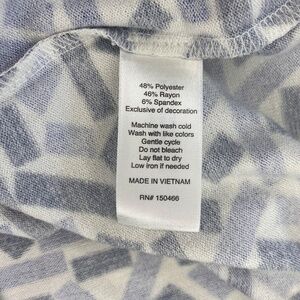 48% Polyester
46% Rayon
6% Spandex
Exclusive of decoration
Machine wash cold
Wash with like colors
Gentle cycle
Do not bleach
Lay flat to dry
Low iron if needed
MADE IN VIETNAM
RN# 150466